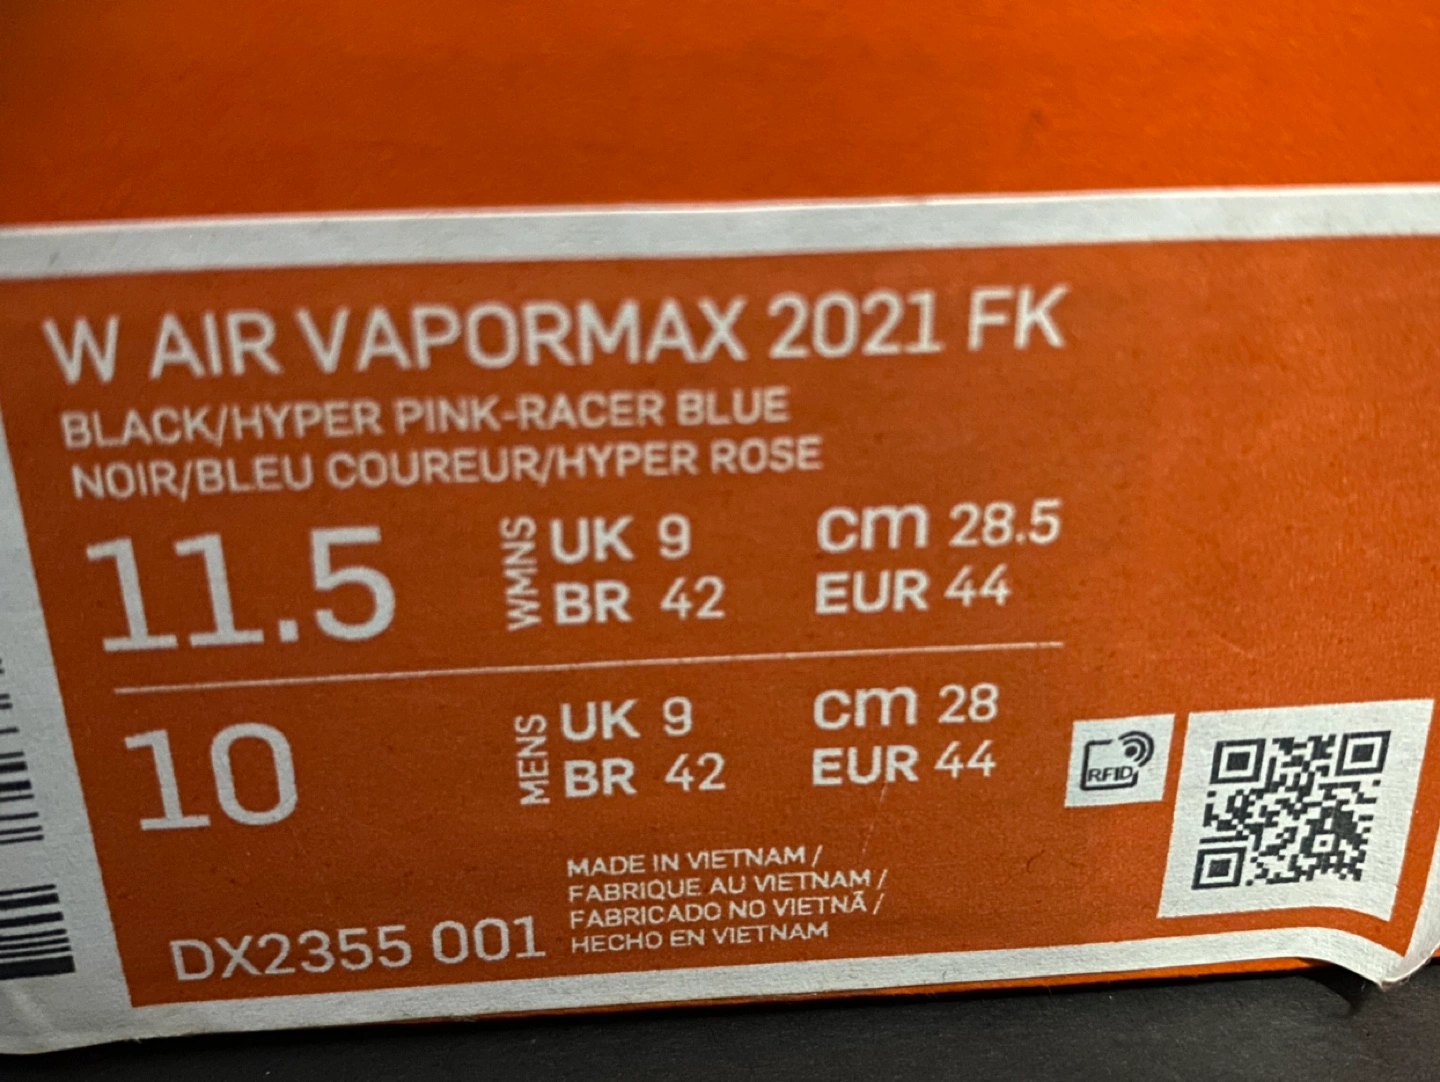 W AIR VAPORMAX 2021 FK
BLACK/HYPER PINK-RACER BLUE
NOIR/BLEU COUREUR/HYPER ROSE
11.5 WMNS UK 9 cm 28.5
BR 42 EUR 44
10 MENS UK 9 cm 28
BR 42 EUR 44
RFID
MADE IN VIETNAM /
FABRIQUE AU VIETNAM /
FABRICADO NO VIETNÃ /
HECHO EN VIETNAM
DX2355 001